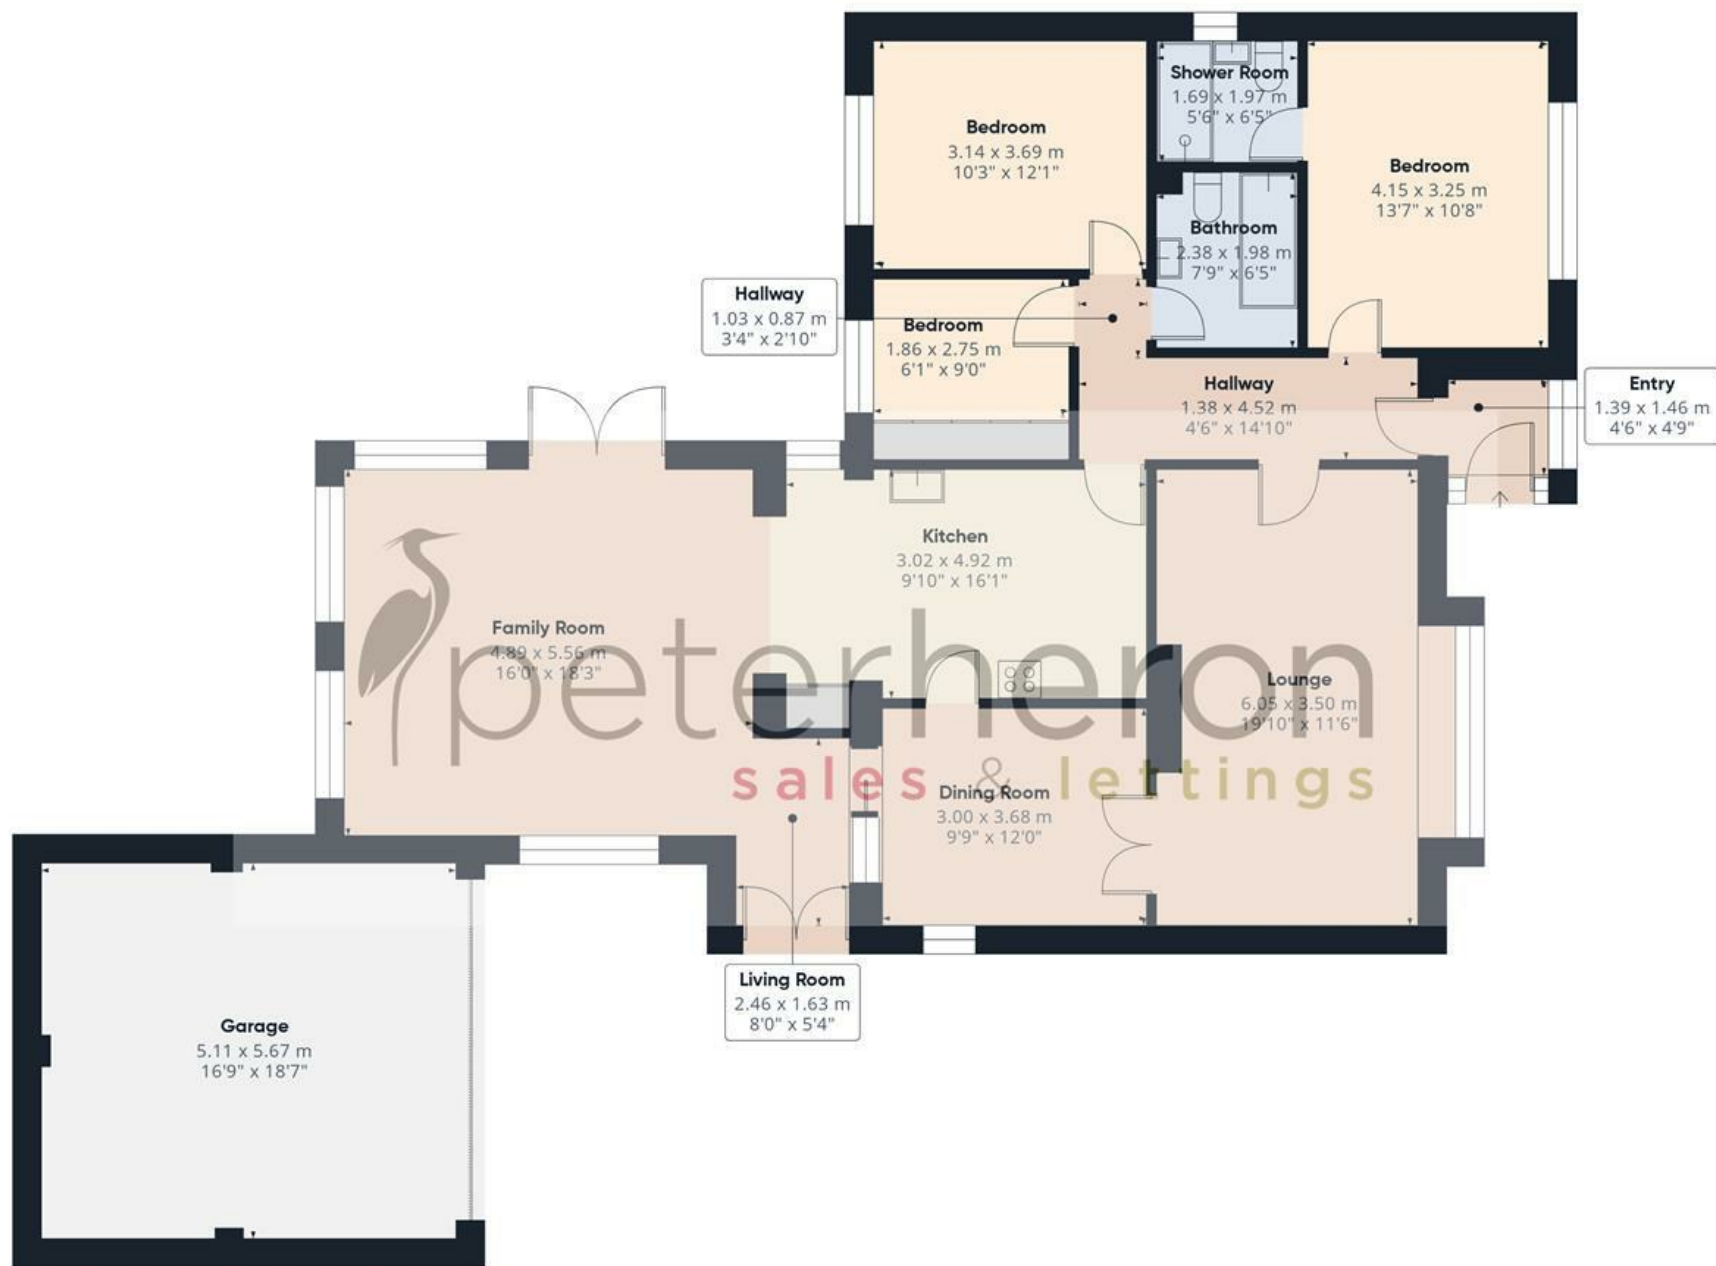 Shower Room
1.69 x 1.97 m
5'6" x 6'5"
Bedroom
3.14 x 3.69 m
10'3" x 12'1"
Bedroom
4.15 x 3.25 m
13'7" x 10'8"
Bathroom
2.38 x 1.98 m
7'9" x 6'5"
Hallway
1.03 x 0.87 m
3'4" x 2'10"
Bedroom
1.86 x 2.75 m
6'1" x 9'0"
Hallway
1.38 x 4.52 m
4'6" x 14'10"
Entry
1.39 x 1.46 m
4'6" x 4'9"
Kitchen
3.02 x 4.92 m
9'10" x 16'1"
Family Room
4.89 x 5.56 m
16'0" x 18'3"
peterheron
sales & lettings
Lounge
6.05 x 3.50 m
19'10" x 11'6"
Dining Room
3.00 x 3.68 m
9'9" x 12'0"
Living Room
2.46 x 1.63 m
8'0" x 5'4"
Garage
5.11 x 5.67 m
16'9" x 18'7"